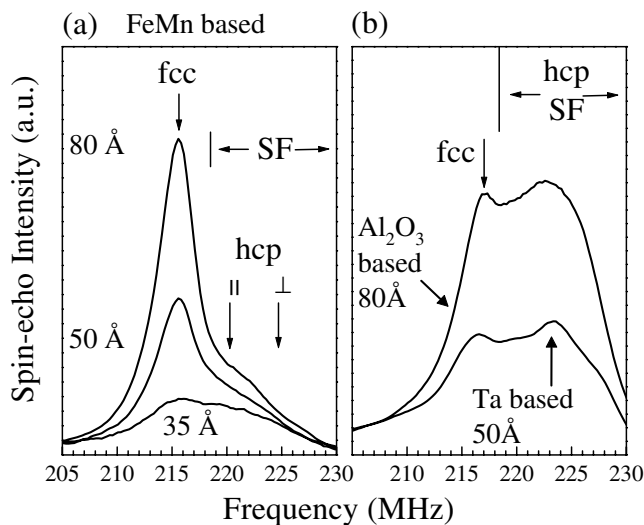 (a) FeMn based
(b)
Spin-echo Intensity (a.u.)
fcc
80 Å
SF
hcp
॥ ⊥
50 Å
35 Å
hcp
SF
fcc
Al₂O₃
based
80Å
Ta based
50Å
205 210 215 220 225 230
210 215 220 225 230
Frequency (MHz)